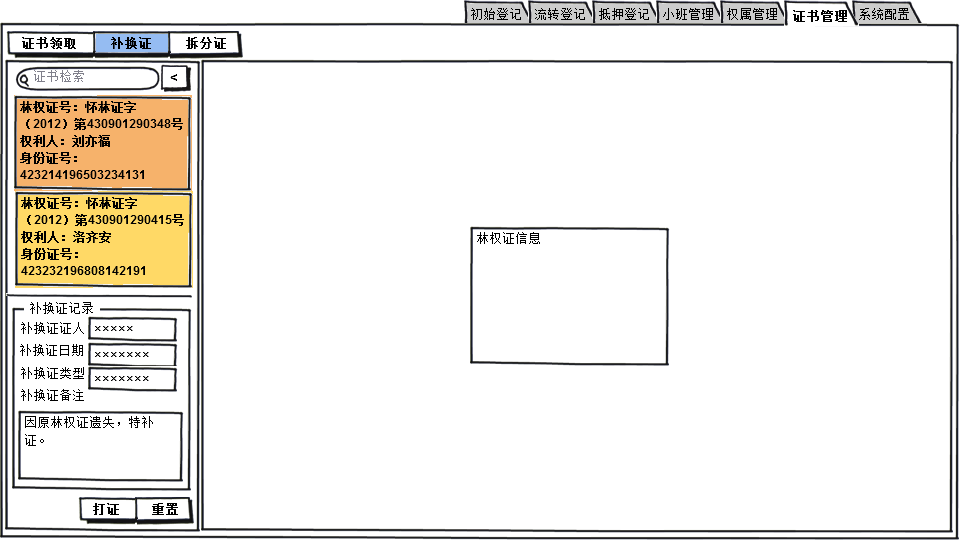 初始登记 流转登记 抵押登记 小班管理 权属管理 证书管理 系统配置
证书领取 补换证 拆分证
证书检索 <
林权证号：怀林证字
（2012）第430901290348号
权利人：刘亦福
身份证号：
423214196503234131
林权证号：怀林证字
（2012）第430901290415号
权利人：洛齐安
身份证号：
423232196808142191
林权证信息
补换证记录
补换证证人 ×××××
补换证日期 ×××××××
补换证类型 ×××××××
补换证备注
因原林权证遗失，特补
证。
打证 重置